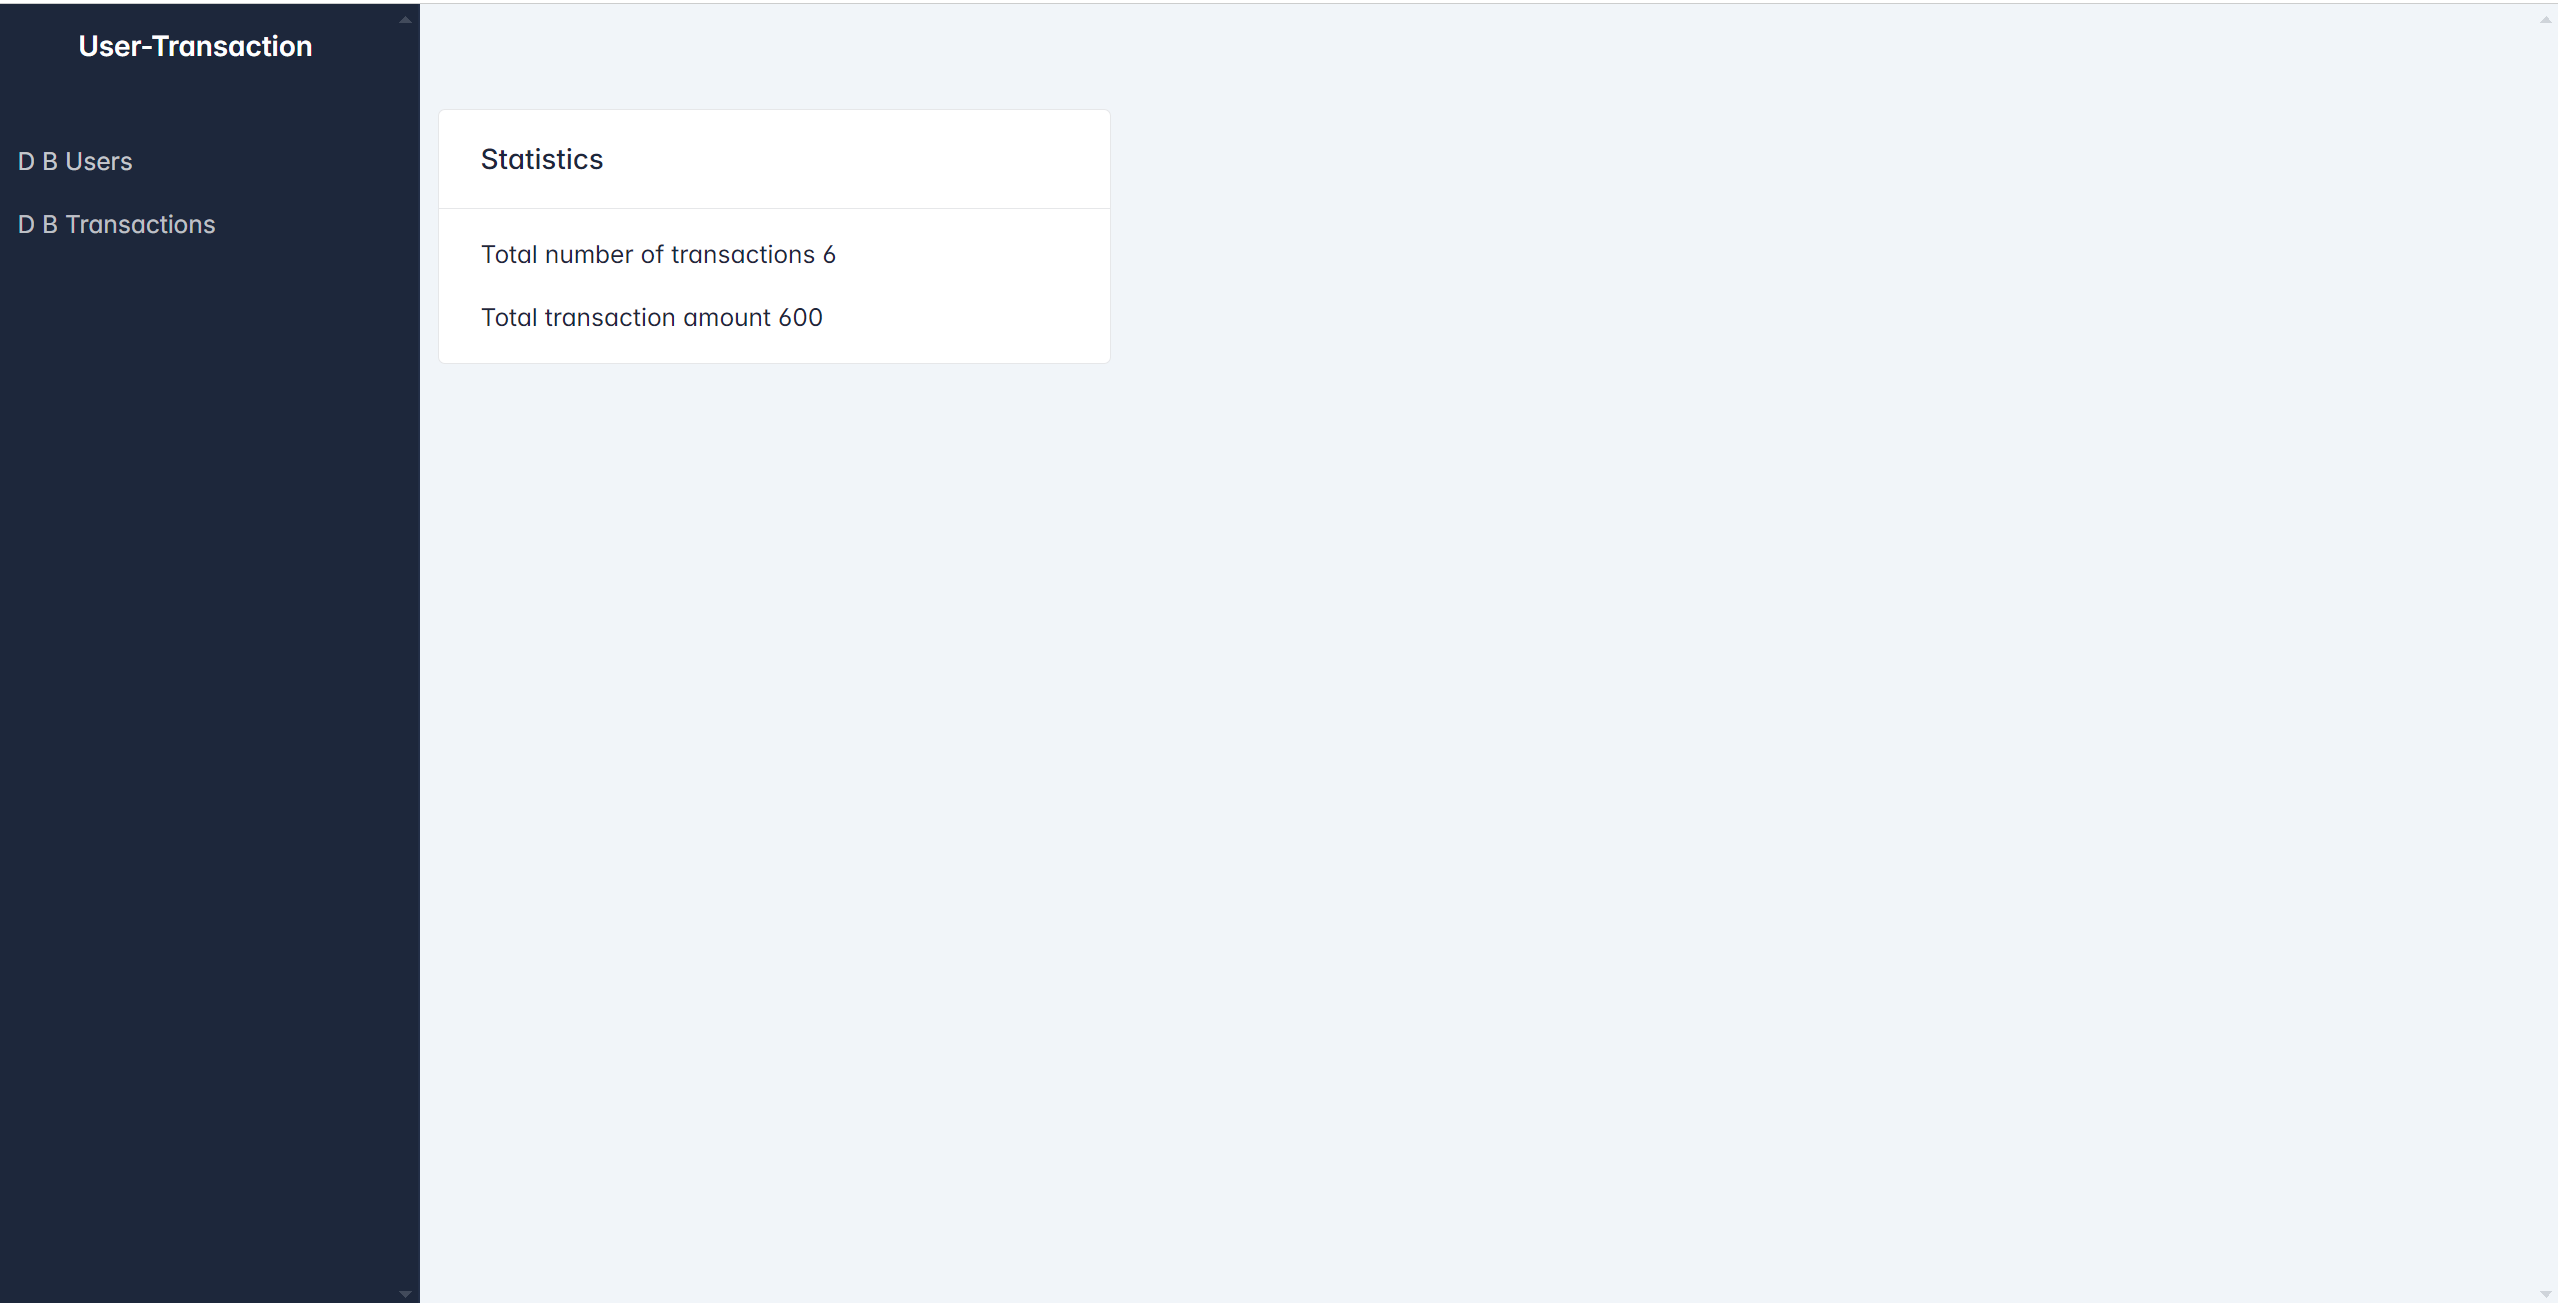 User-Transaction
D B Users
D B Transactions
Statistics
Total number of transactions 6
Total transaction amount 600